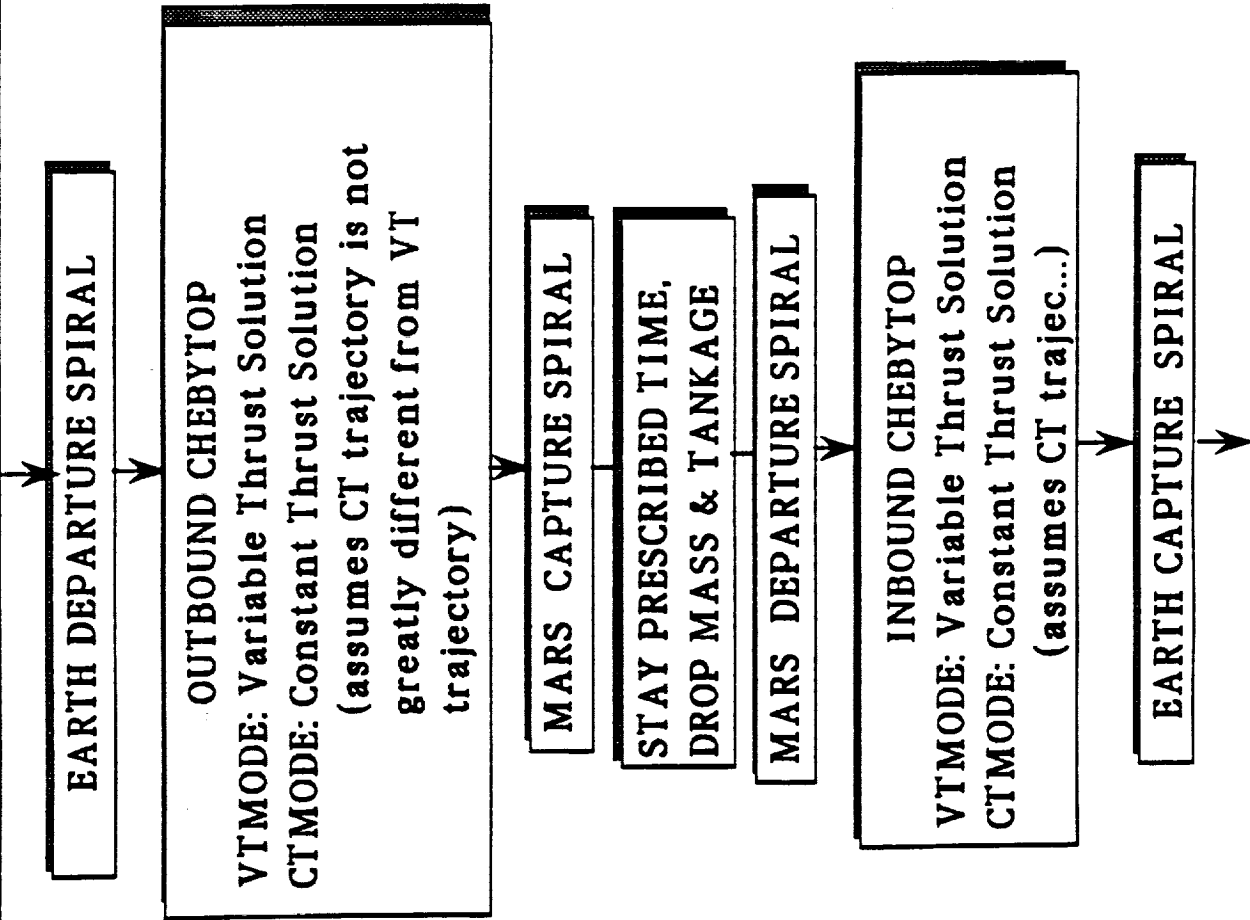 EARTH DEPARTURE SPIRAL
OUTBOUND CHEBYTOP
VTMODE: Variable Thrust Solution
CTMODE: Constant Thrust Solution
(assumes CT trajectory is not
greatly different from VT
trajectory)
MARS CAPTURE SPIRAL
STAY PRESCRIBED TIME,
DROP MASS & TANKAGE
MARS DEPARTURE SPIRAL
INBOUND CHEBYTOP
VTMODE: Variable Thrust Solution
CTMODE: Constant Thrust Solution
(assumes CT trajec...)
EARTH CAPTURE SPIRAL